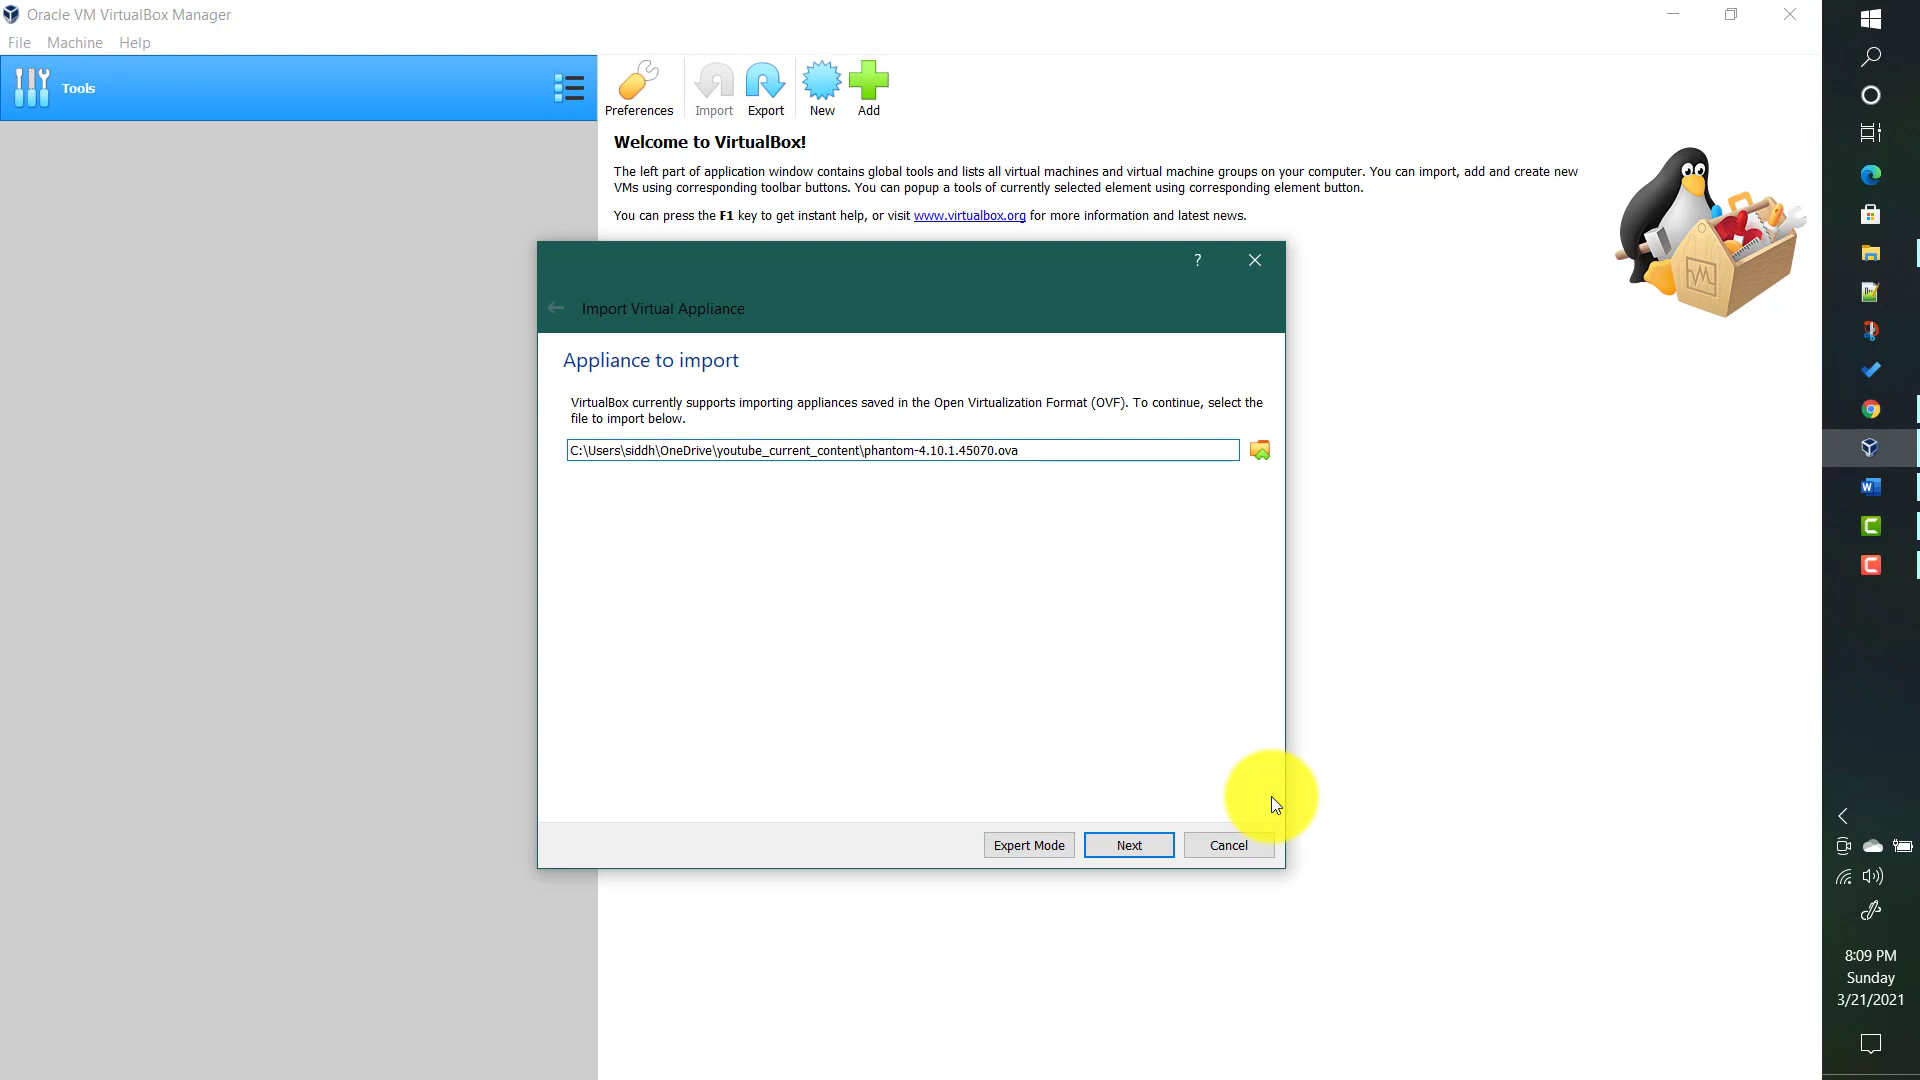 Oracle VM VirtualBox Manager
File Machine Help
Tools
Preferences Import Export New Add
Welcome to VirtualBox!
The left part of application window contains global tools and lists all virtual machines and virtual machine groups on your computer. You can import, add and create new
VMs using corresponding toolbar buttons. You can popup a tools of currently selected element using corresponding element button.
You can press the F1 key to get instant help, or visit www.virtualbox.org for more information and latest news.
?
Import Virtual Appliance
Appliance to import
VirtualBox currently supports importing appliances saved in the Open Virtualization Format (OVF). To continue, select the
file to import below.
C:\Users\siddh\OneDrive\youtube_current_content\phantom-4.10.1.45070.ova
Expert Mode Next Cancel
8:09 PM
Sunday
3/21/2021